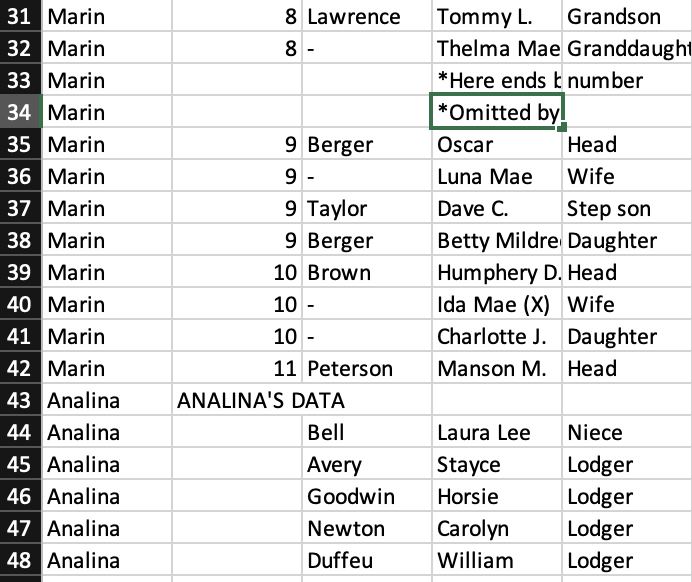 31 Marin 8 Lawrence Tommy L. Grandson
32 Marin 8 - Thelma Mae Granddaught
33 Marin *Here ends b number
34 Marin *Omitted by
35 Marin 9 Berger Oscar Head
36 Marin 9 - Luna Mae Wife
37 Marin 9 Taylor Dave C. Step son
38 Marin 9 Berger Betty Mildre Daughter
39 Marin 10 Brown Humphery D. Head
40 Marin 10 - Ida Mae (X) Wife
41 Marin 10 - Charlotte J. Daughter
42 Marin 11 Peterson Manson M. Head
43 Analina ANALINA'S DATA
44 Analina Bell Laura Lee Niece
45 Analina Avery Stayce Lodger
46 Analina Goodwin Horsie Lodger
47 Analina Newton Carolyn Lodger
48 Analina Duffeu William Lodger